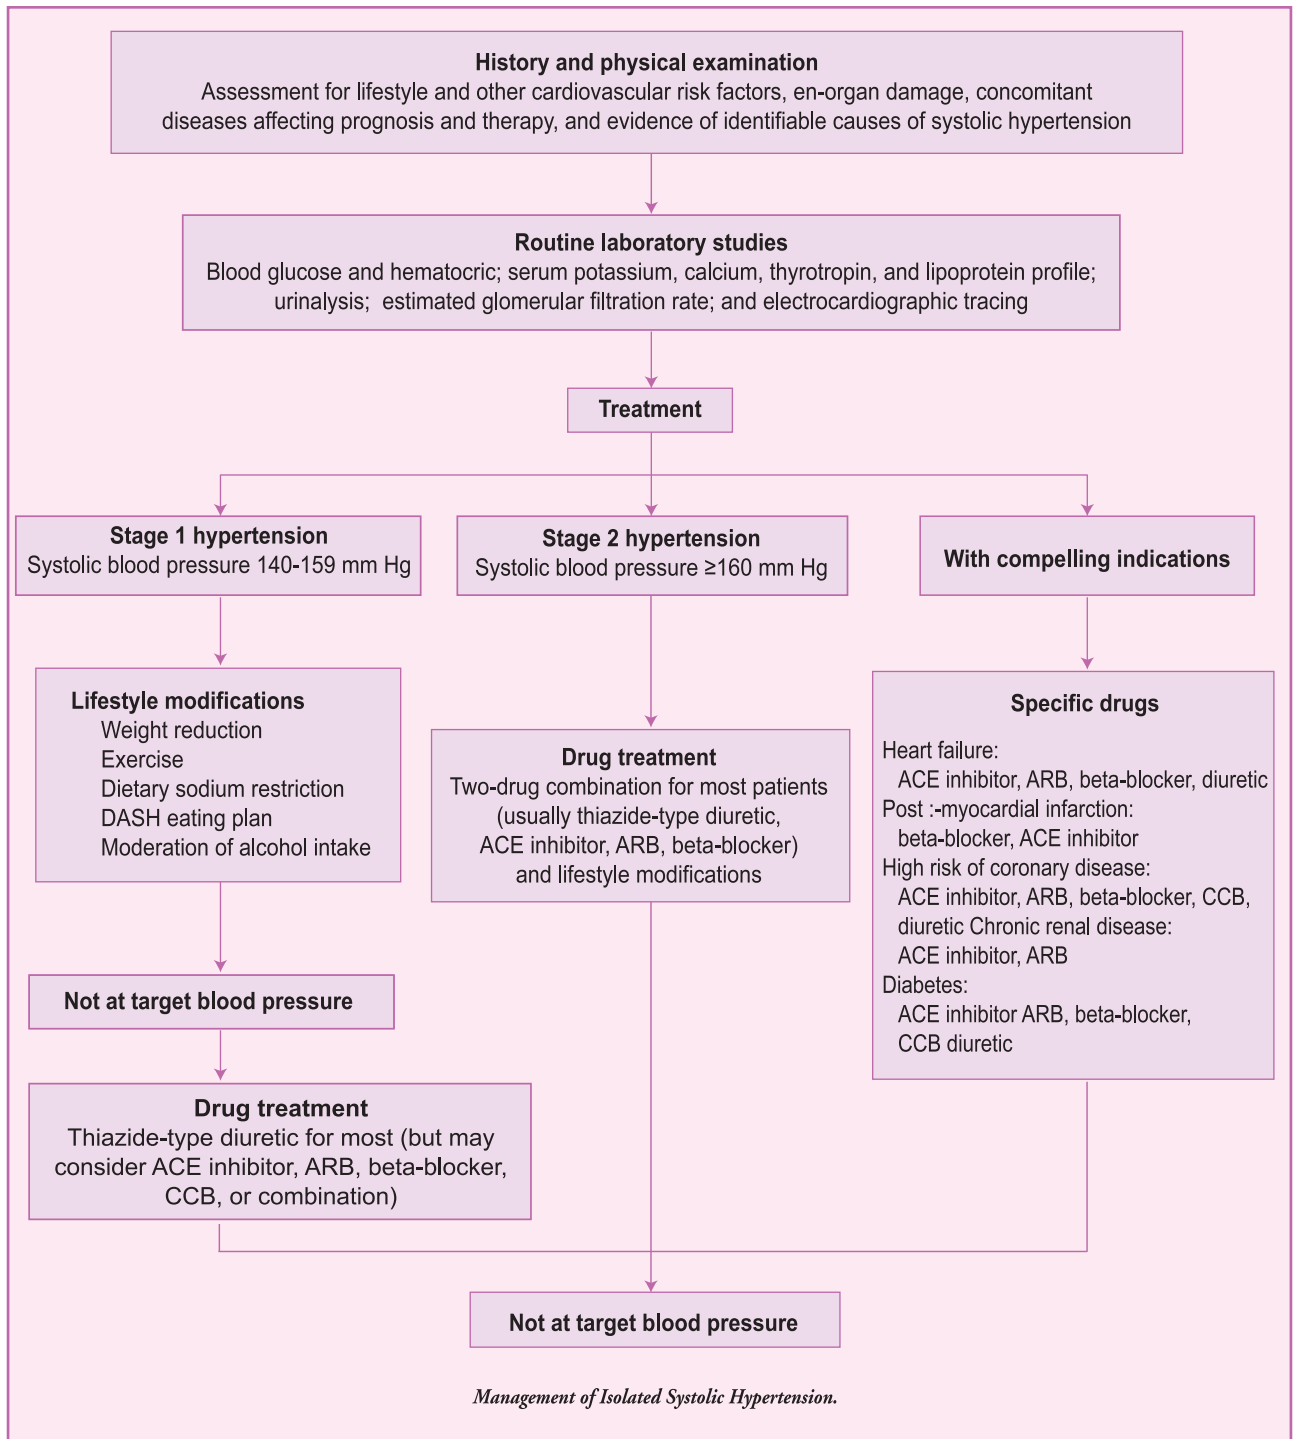 History and physical examination
Assessment for lifestyle and other cardiovascular risk factors, en-organ damage, concomitant
diseases affecting prognosis and therapy, and evidence of identifiable causes of systolic hypertension
Routine laboratory studies
Blood glucose and hematocric; serum potassium, calcium, thyrotropin, and lipoprotein profile;
urinalysis; estimated glomerular filtration rate; and electrocardiographic tracing
Treatment
Stage 1 hypertension
Systolic blood pressure 140-159 mm Hg
Stage 2 hypertension
Systolic blood pressure ≥160 mm Hg
With compelling indications
Lifestyle modifications
Weight reduction
Exercise
Dietary sodium restriction
DASH eating plan
Moderation of alcohol intake
Drug treatment
Two-drug combination for most patients
(usually thiazide-type diuretic,
ACE inhibitor, ARB, beta-blocker)
and lifestyle modifications
Specific drugs
Heart failure:
ACE inhibitor, ARB, beta-blocker, diuretic
Post :-myocardial infarction:
beta-blocker, ACE inhibitor
High risk of coronary disease:
ACE inhibitor, ARB, beta-blocker, CCB,
diuretic Chronic renal disease:
ACE inhibitor, ARB
Diabetes:
ACE inhibitor ARB, beta-blocker,
CCB diuretic
Not at target blood pressure
Drug treatment
Thiazide-type diuretic for most (but may
consider ACE inhibitor, ARB, beta-blocker,
CCB, or combination)
Not at target blood pressure
Management of Isolated Systolic Hypertension.